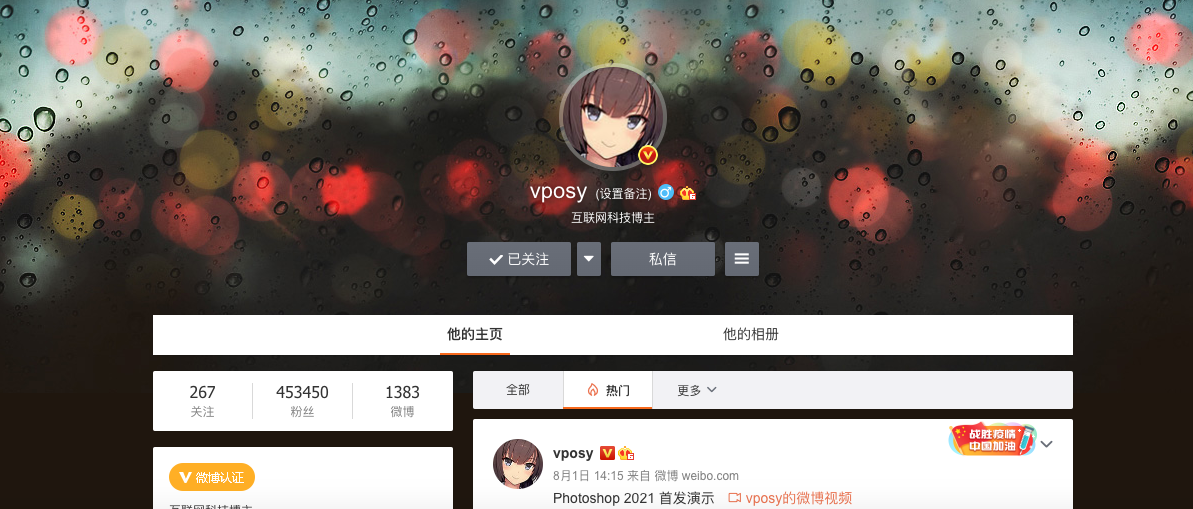 vposy (设置备注)
互联网科技博主
已关注
私信
他的主页 他的相册
267 453450 1383
关注 粉丝 微博
全部 热门 更多
微博认证
互联网科技博主
战胜疫情
中国加油
vposy
8月1日 14:15 来自 微博 weibo.com
Photoshop 2021 首发演示 vposy的微博视频